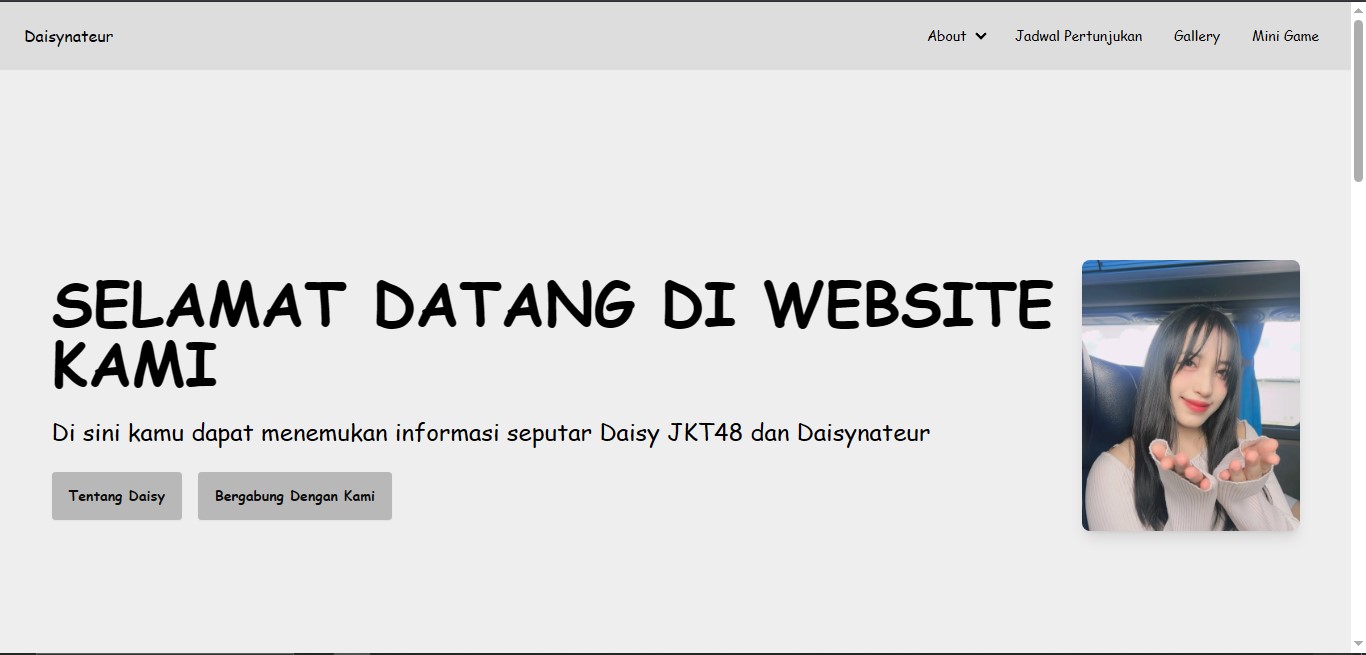 Daisynateur
About
Jadwal Pertunjukan
Gallery
Mini Game
SELAMAT DATANG DI WEBSITE
KAMI
Di sini kamu dapat menemukan informasi seputar Daisy JKT48 dan Daisynateur
Tentang Daisy
Bergabung Dengan Kami